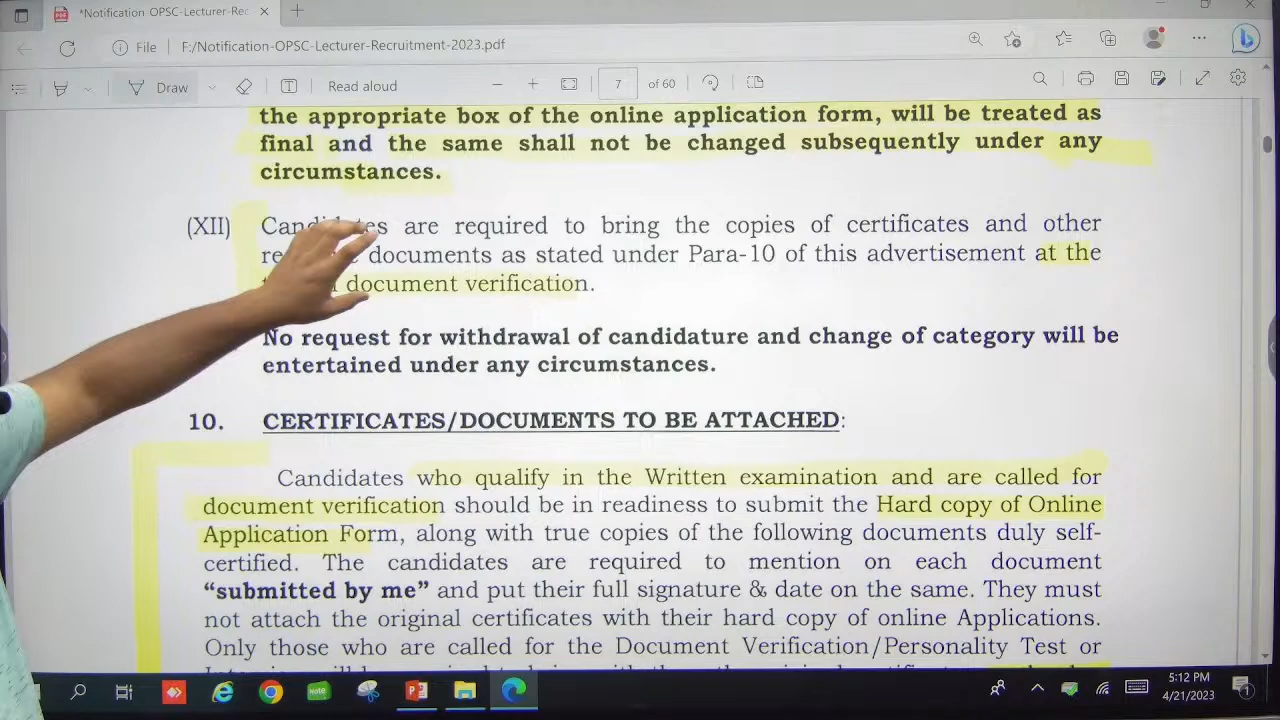 *Notification-OPSC-Lecturer-Rec
File
F:/Notification-OPSC-Lecturer-Recruitment-2023.pdf
Draw
Read aloud
7
of 60
the appropriate box of the online application form, will be treated as
final and the same shall not be changed subsequently under any
circumstances.
(XII) Candidates are required to bring the copies of certificates and other
documents as stated under Para-10 of this advertisement at the
document verification.
No request for withdrawal of candidature and change of category will be
entertained under any circumstances.
10. CERTIFICATES/DOCUMENTS TO BE ATTACHED:
Candidates who qualify in the Written examination and are called for
document verification should be in readiness to submit the Hard copy of Online
Application Form, along with true copies of the following documents duly self-
certified. The candidates are required to mention on each document
“submitted by me” and put their full signature & date on the same. They must
not attach the original certificates with their hard copy of online Applications.
Only those who are called for the Document Verification/Personality Test or
5:12 PM
4/21/2023